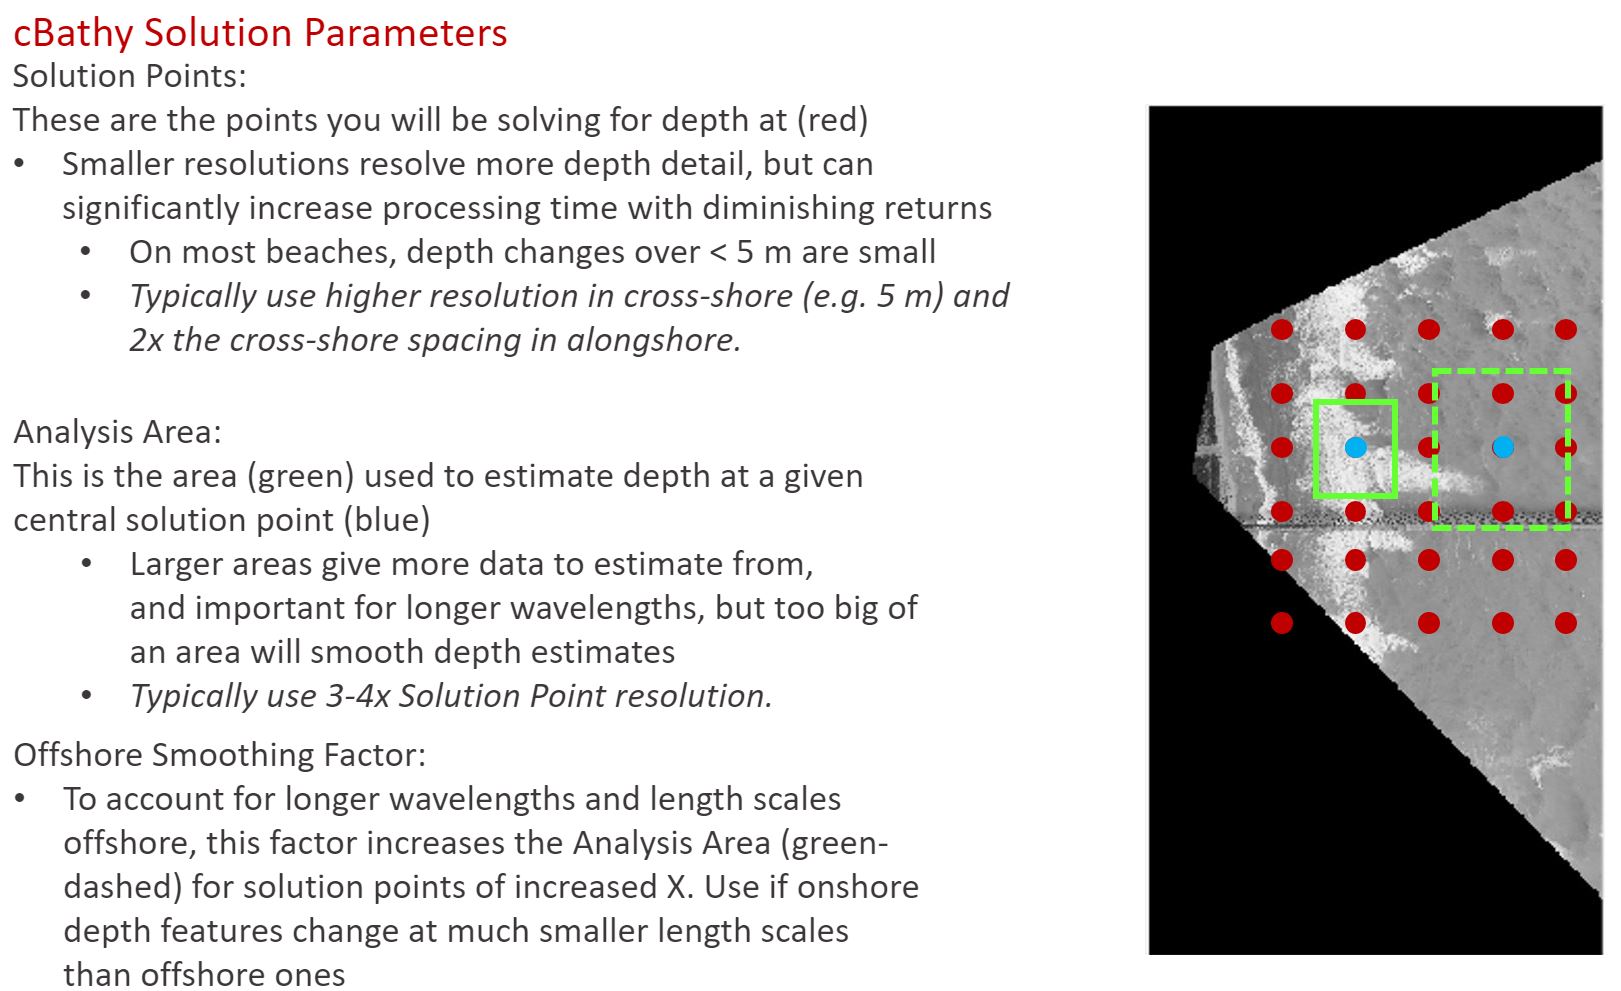 cBathy Solution Parameters
Solution Points:
These are the points you will be solving for depth at (red)
• Smaller resolutions resolve more depth detail, but can
significantly increase processing time with diminishing returns
• On most beaches, depth changes over < 5 m are small
• Typically use higher resolution in cross-shore (e.g. 5 m) and
2x the cross-shore spacing in alongshore.
Analysis Area:
This is the area (green) used to estimate depth at a given
central solution point (blue)
• Larger areas give more data to estimate from,
and important for longer wavelengths, but too big of
an area will smooth depth estimates
• Typically use 3-4x Solution Point resolution.
Offshore Smoothing Factor:
• To account for longer wavelengths and length scales
offshore, this factor increases the Analysis Area (green-
dashed) for solution points of increased X. Use if onshore
depth features change at much smaller length scales
than offshore ones